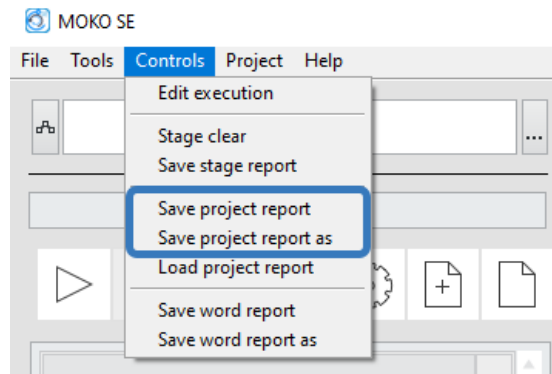 MOKO SE
File Tools Controls Project Help
Edit execution
Stage clear
...
Save stage report
Save project report
Save project report as
Load project report
Save word report
Save word report as